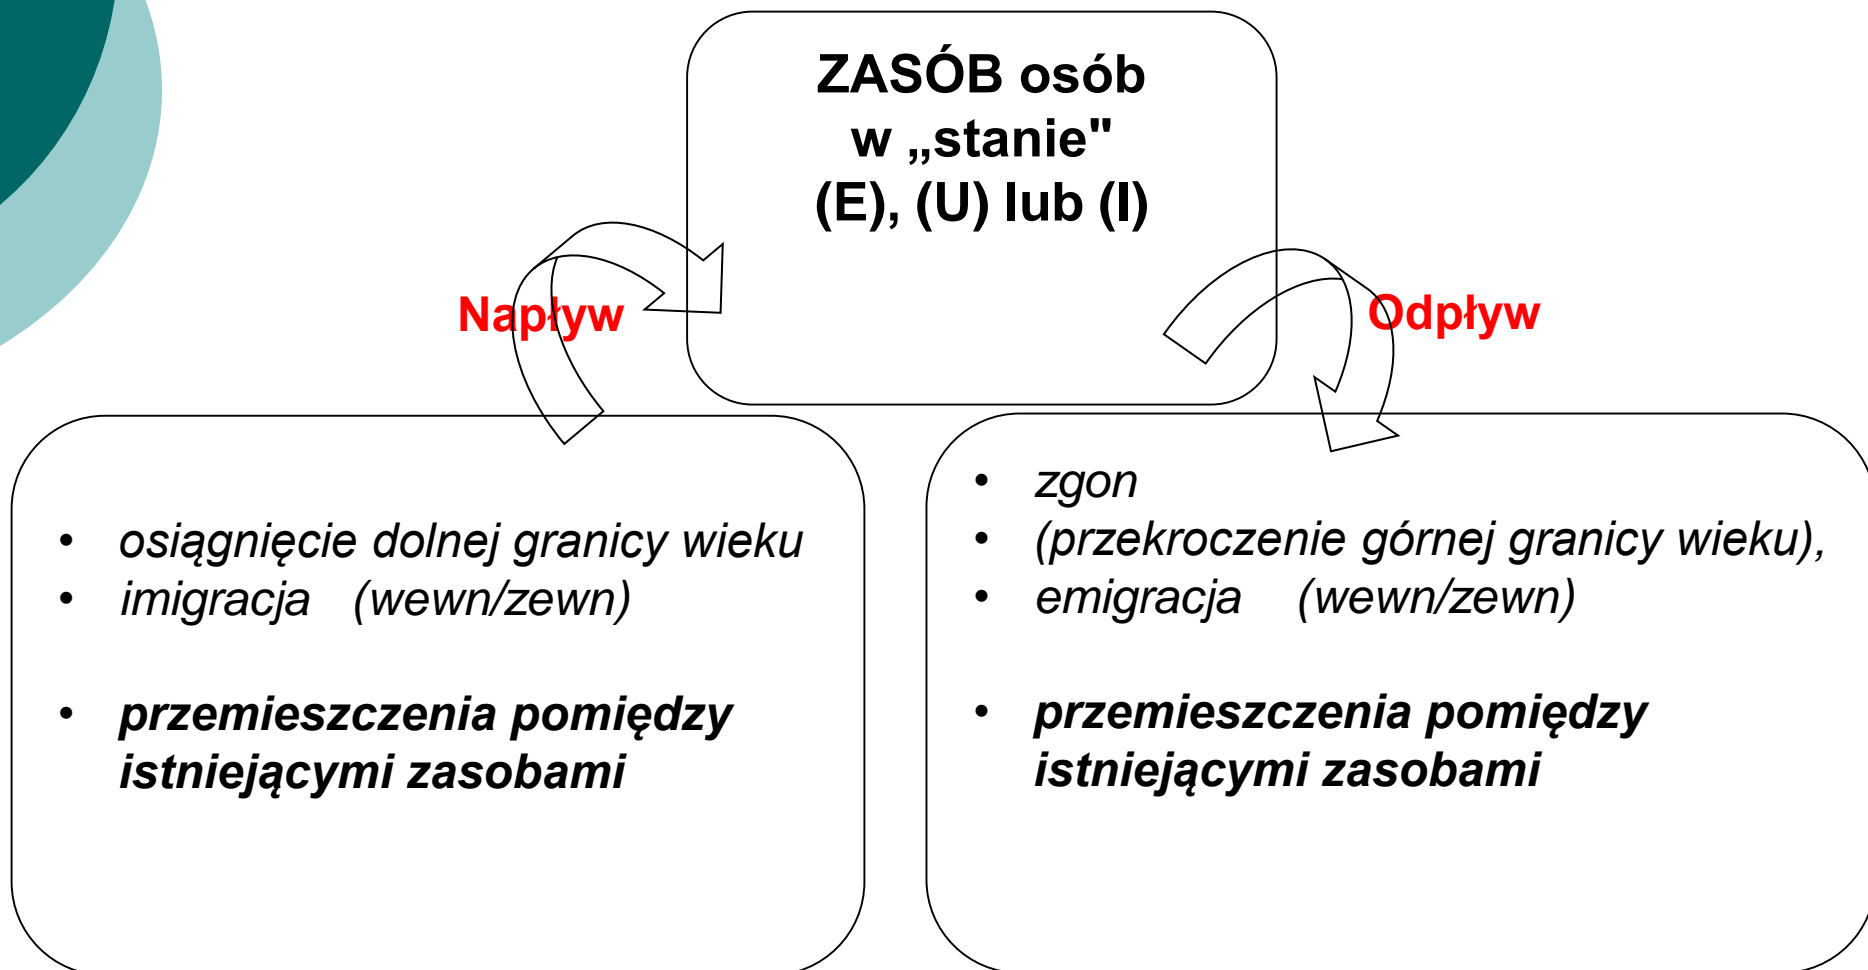 ZASÓB osób
w „stanie"
(E), (U) lub (I)
Napływ
Odpływ
• osiągnięcie dolnej granicy wieku
• imigracja (wewn/zewn)
• przemieszczenia pomiędzy
istniejącymi zasobami
• zgon
• (przekroczenie górnej granicy wieku),
• emigracja (wewn/zewn)
• przemieszczenia pomiędzy
istniejącymi zasobami